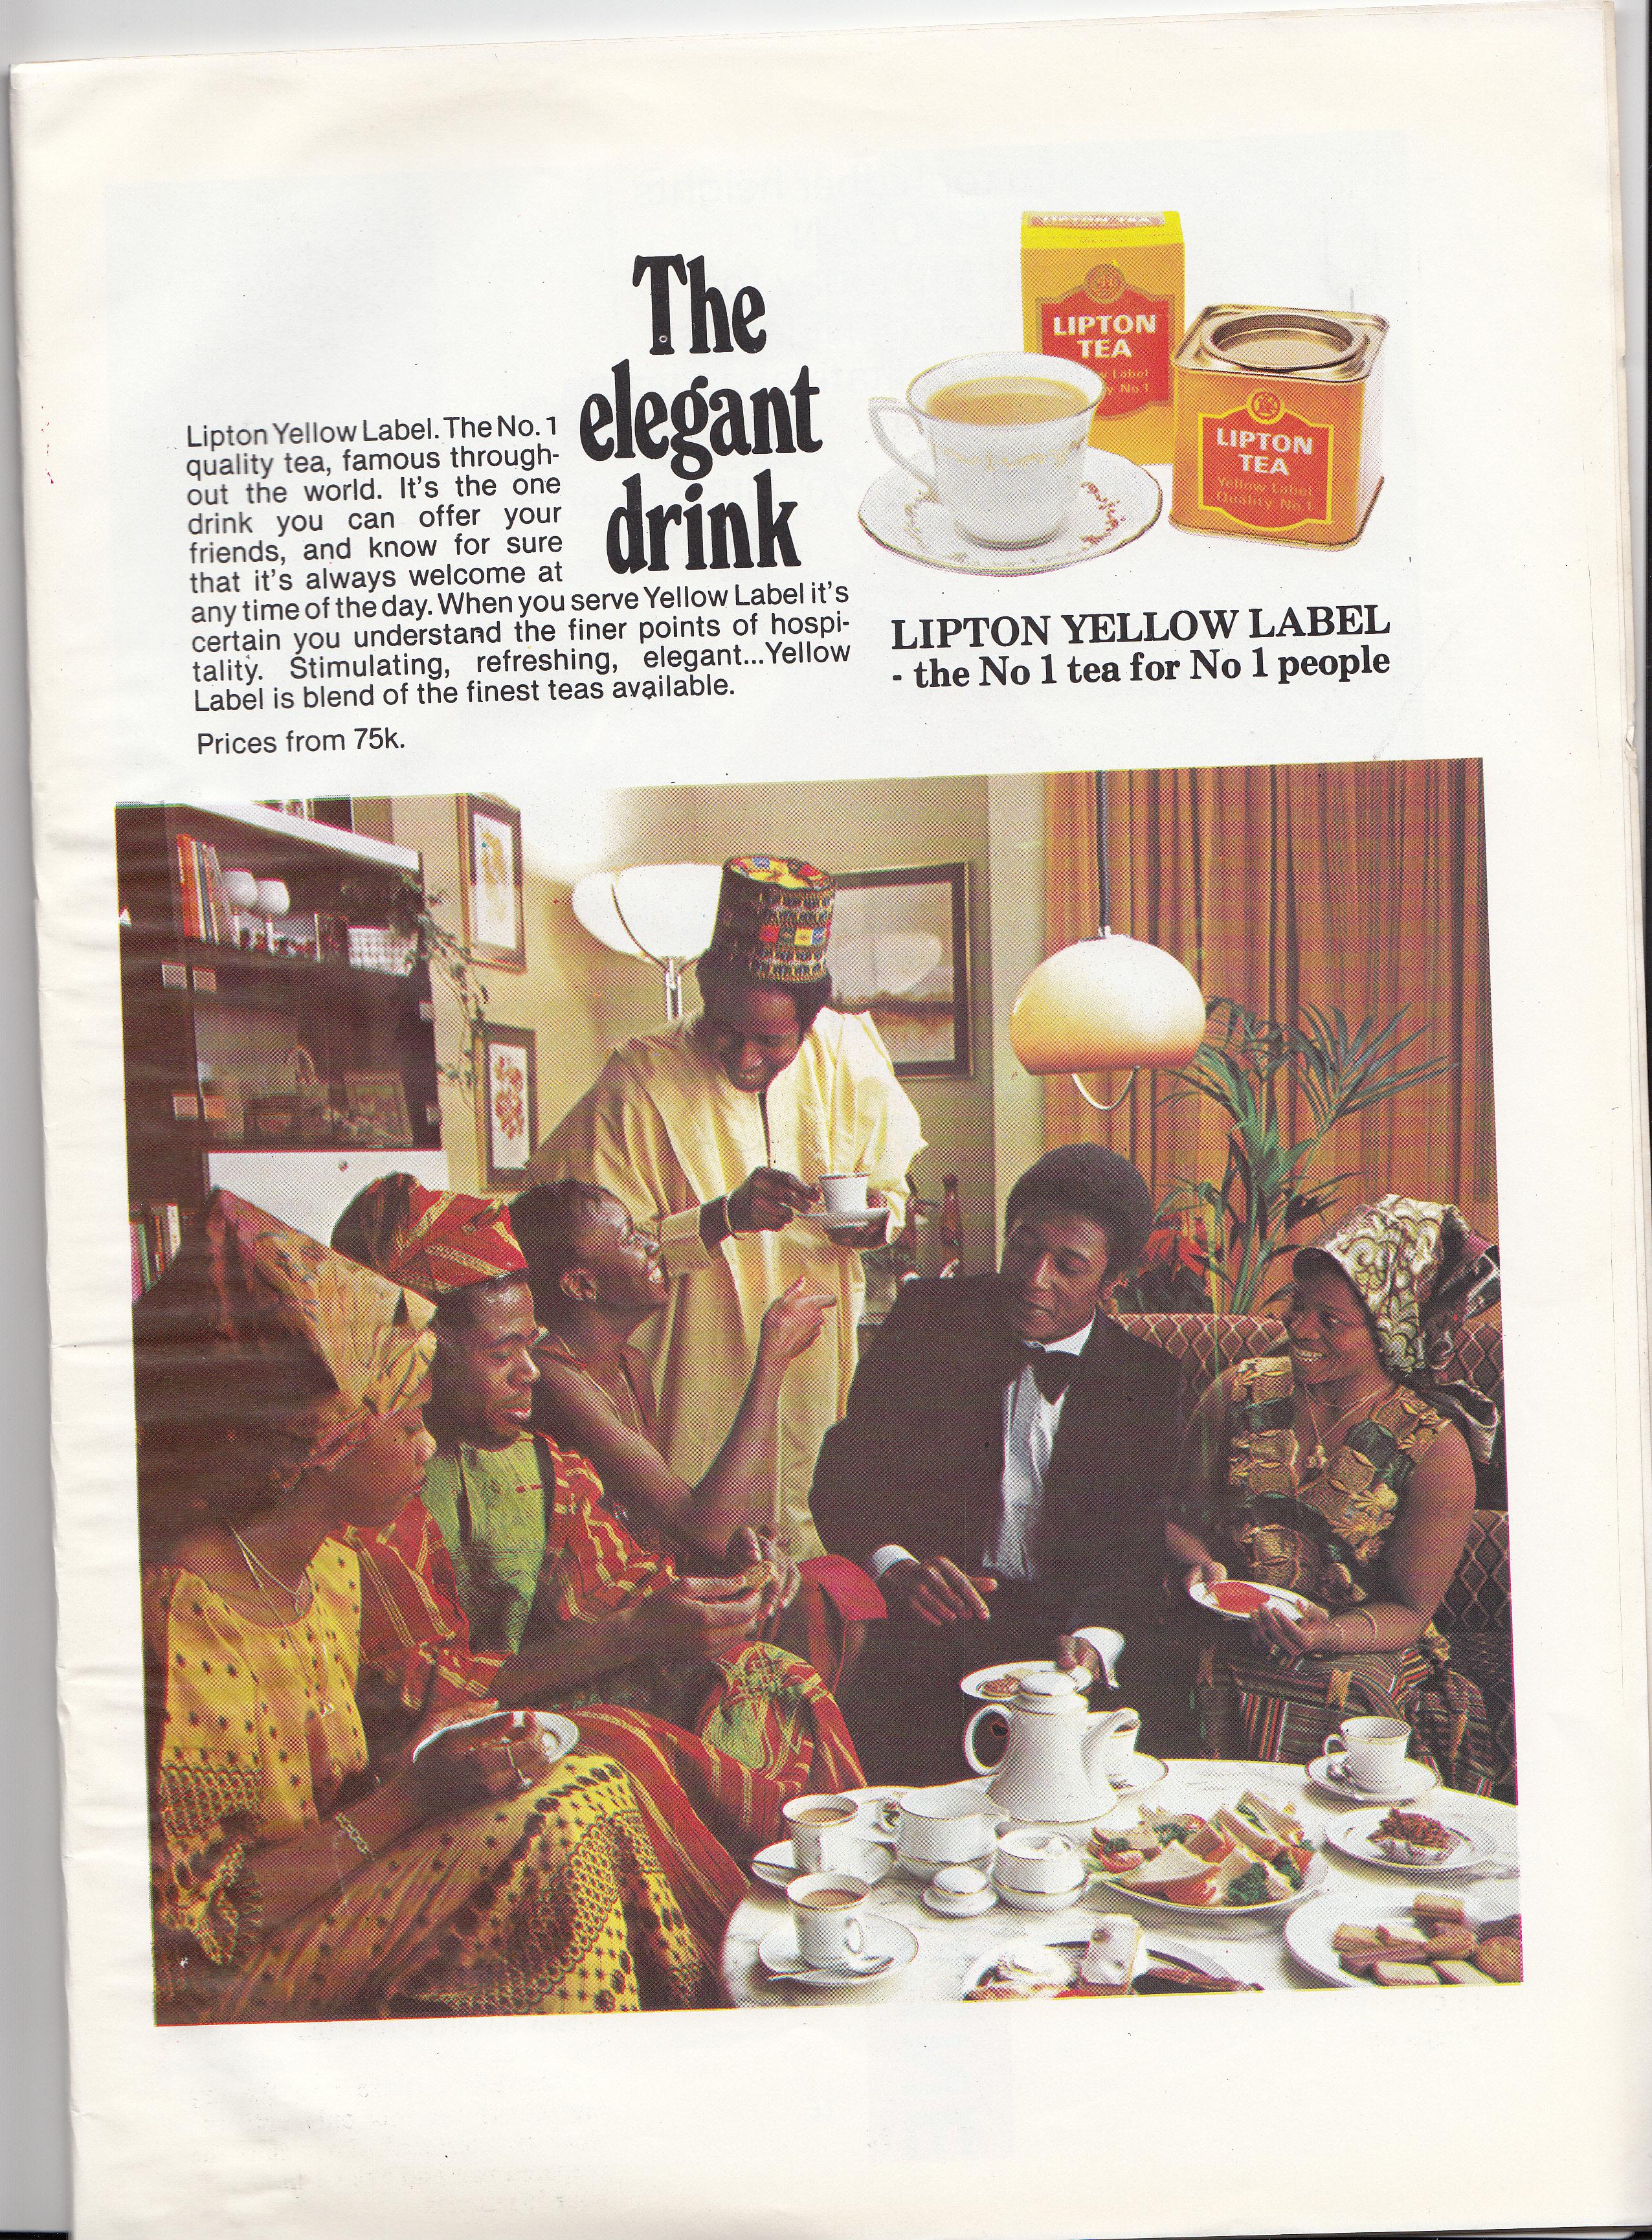 The
elegant
drink
Lipton Yellow Label. The No. 1
quality tea, famous through-
out the world. It's the one
drink you can offer your
friends, and know for sure
that it's always welcome at
any time of the day. When you serve Yellow Label it's
certain you understand the finer points of hospi-
tality. Stimulating, refreshing, elegant...Yellow
Label is blend of the finest teas available.
Prices from 75k.
LIPTON TEA
LIPTON
TEA
w Label
y No.1
LIPTON
TEA
Yellow Label
Quality No.1
LIPTON YELLOW LABEL
- the No 1 tea for No 1 people